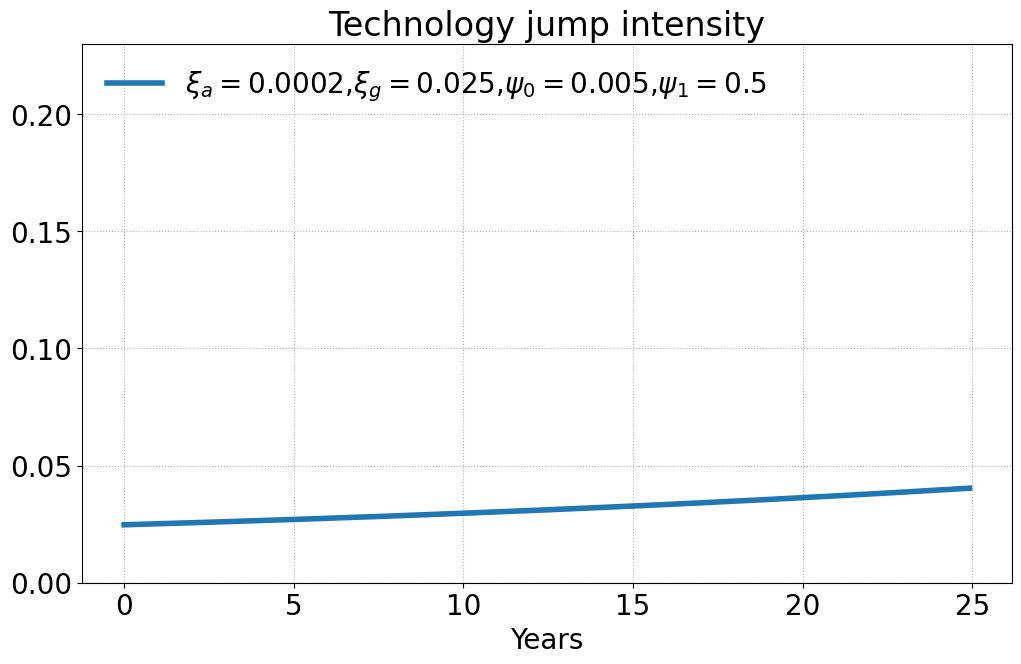 Technology jump intensity
ξₐ = 0.0002,ξ_g = 0.025,ψ₀ = 0.005,ψ₁ = 0.5
0.20
0.15
0.10
0.05
0.00
0 5 10 15 20 25
Years